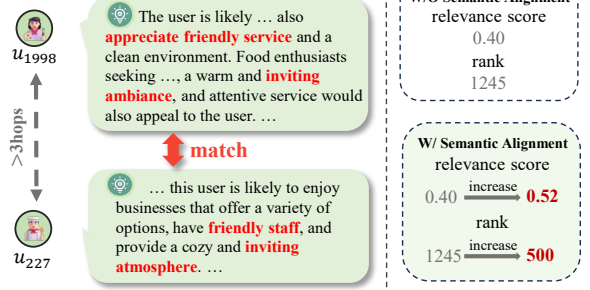 The user is likely … also
appreciate friendly service and a
clean environment. Food enthusiasts
seeking …, a warm and inviting
ambiance, and attentive service would
also appeal to the user. …
u1998
>3hops
match
… this user is likely to enjoy
businesses that offer a variety of
options, have friendly staff, and
provide a cozy and inviting
atmosphere. …
u227
W/O Semantic Alignment
relevance score
0.40
rank
1245
W/ Semantic Alignment
relevance score
increase
0.40 0.52
rank
increase
1245 500